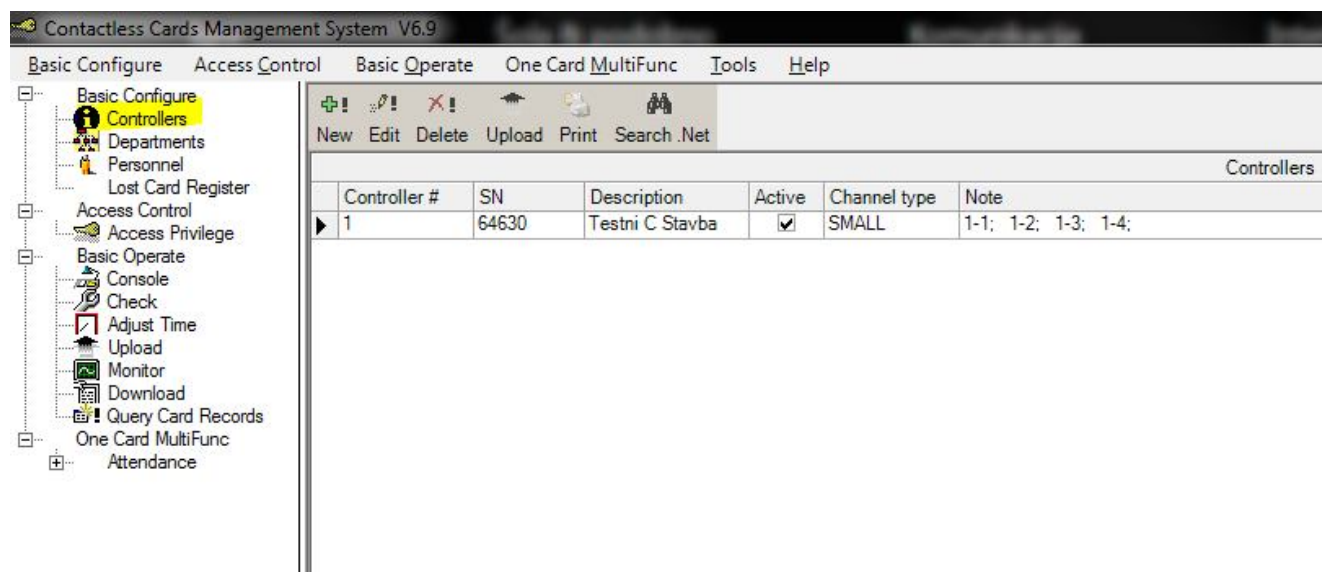 Contactless Cards Management System V6.9
Basic Configure Access Control Basic Operate One Card MultiFunc Tools Help
Basic Configure
Controllers
Departments
Personnel
Lost Card Register
Access Control
Access Privilege
Basic Operate
Console
Check
Adjust Time
Upload
Monitor
Download
Query Card Records
One Card MultiFunc
Attendance
New Edit Delete Upload Print Search .Net
Controllers
Controller # SN Description Active Channel type Note
1 64630 Testni C Stavba SMALL 1-1; 1-2; 1-3; 1-4;